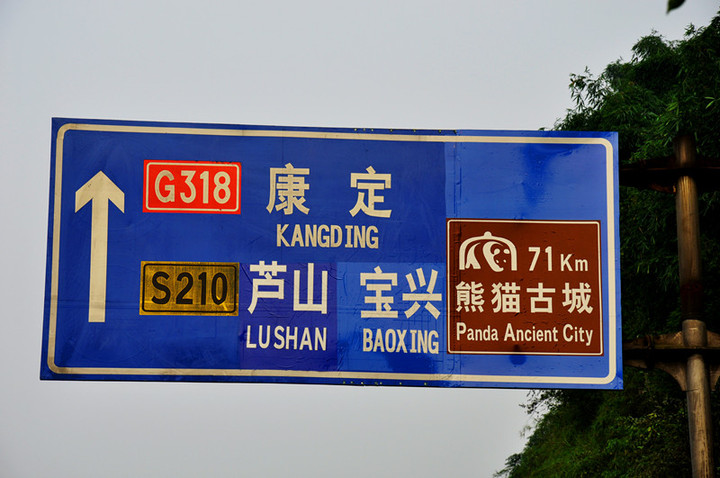 G318 康定
KANGDING
S210 芦山 宝兴
LUSHAN BAOXING
71Km
熊猫古城
Panda Ancient City